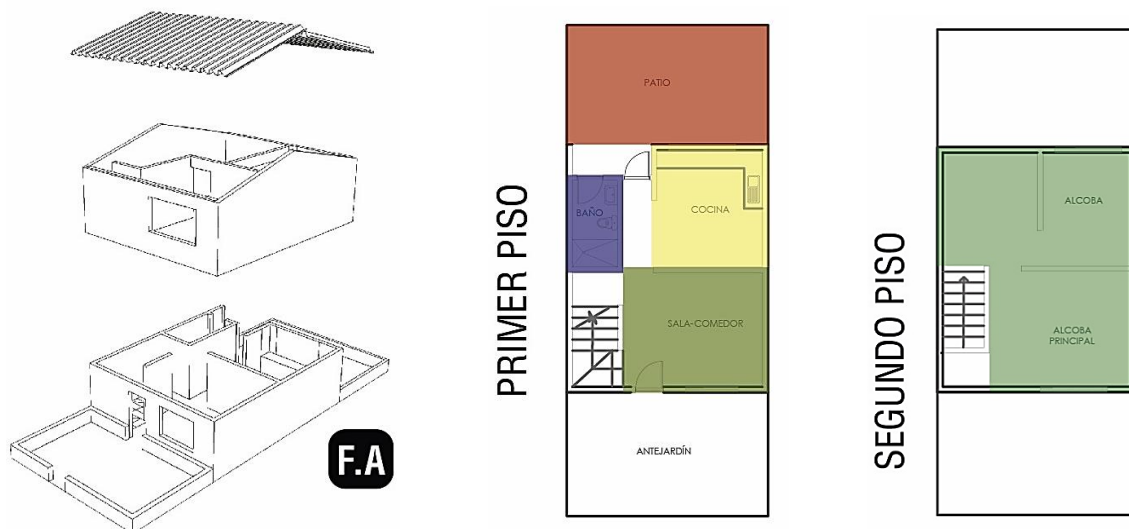 F.A
PRIMER PISO
PATIO
BAÑO
COCINA
SALA-COMEDOR
ANTEJARDÍN
SEGUNDO PISO
ALCOBA
ALCOBA
PRINCIPAL